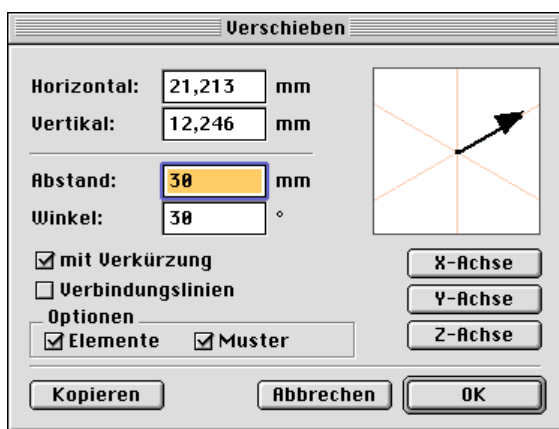 Verschieben
Horizontal: 21,213 mm
Vertikal: 12,246 mm
Abstand: 30 mm
Winkel: 30 °
mit Verkürzung
Verbindungslinien
Optionen
Elemente Muster
X-Achse
Y-Achse
Z-Achse
Kopieren Abbrechen OK